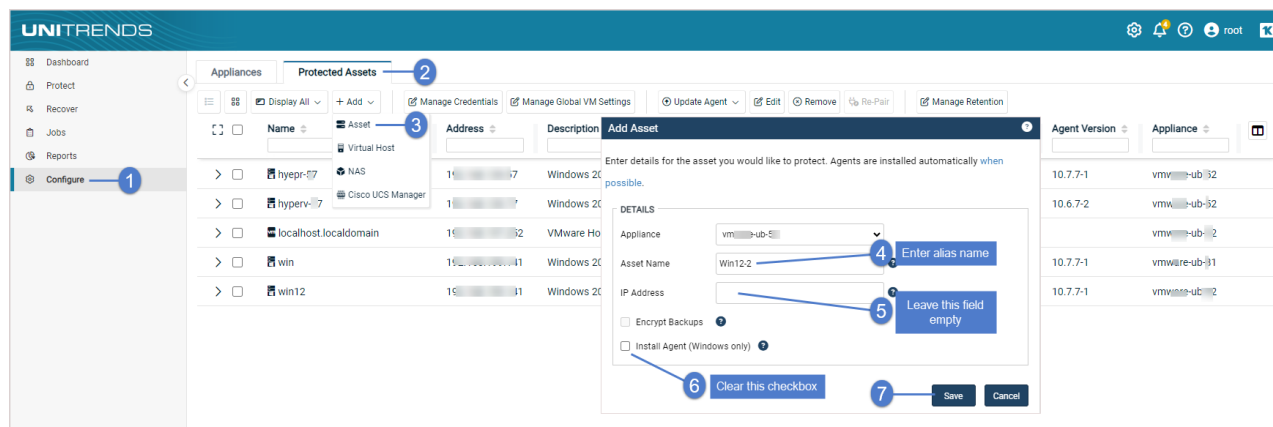 UNITRENDS
4
root
Dashboard
Protect
Recover
Jobs
Reports
Configure
1
Appliances
Protected Assets
2
Display All
+ Add
Manage Credentials
Manage Global VM Settings
Update Agent
Edit
Remove
Re-Pair
Manage Retention
Name
Address
Description
Agent Version
Appliance
Asset
3
Virtual Host
NAS
Cisco UCS Manager
Windows 20
10.7.7-1
Windows 20
10.6.7-2
localhost.localdomain
VMware Ho
win
Windows 20
10.7.7-1
win12
Windows 20
10.7.7-1
Add Asset
Enter details for the asset you would like to protect. Agents are installed automatically when
possible.
DETAILS
Appliance
Asset Name
Win12-2
4
Enter alias name
IP Address
5
Leave this field
empty
Encrypt Backups
Install Agent (Windows only)
6
Clear this checkbox
7
Save
Cancel